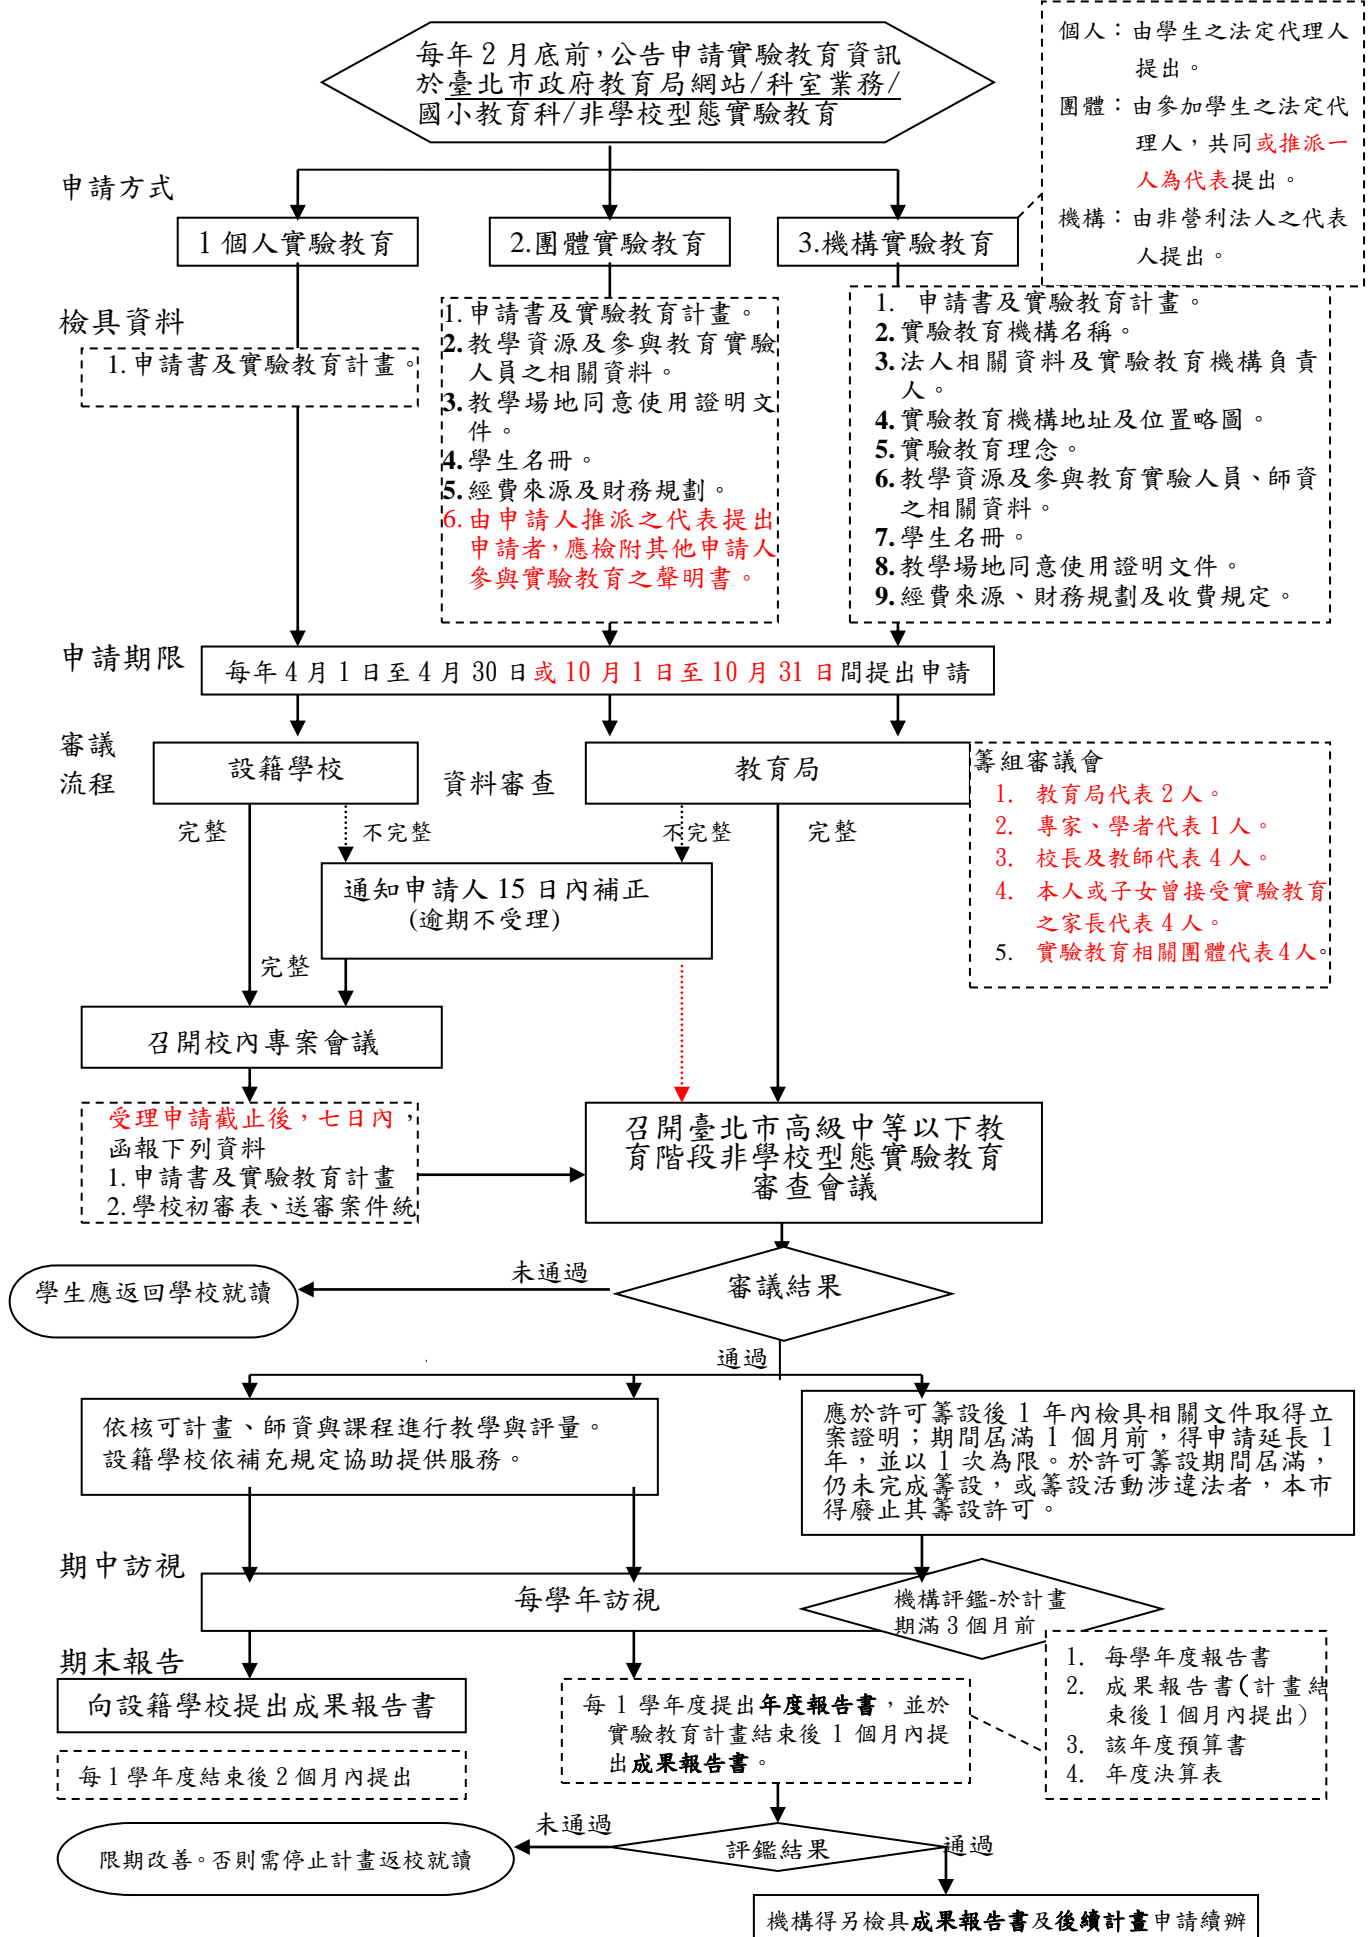 每年 2 月底前，公告申請實驗教育資訊
於臺北市政府教育局網站/科室業務/
國小教育科/非學校型態實驗教育
個人：由學生之法定代理人
提出。
團體：由參加學生之法定代
理人，共同或推派一
人為代表提出。
機構：由非營利法人之代表
人提出。
申請方式
1 個人實驗教育
2.團體實驗教育
3.機構實驗教育
檢具資料
1.申請書及實驗教育計畫。
1.申請書及實驗教育計畫。
2.教學資源及參與教育實驗
人員之相關資料。
3.教學場地同意使用證明文
件。
4.學生名冊。
5.經費來源及財務規劃。
6.由申請人推派之代表提出
申請者，應檢附其他申請人
參與實驗教育之聲明書。
1. 申請書及實驗教育計畫。
2.實驗教育機構名稱。
3.法人相關資料及實驗教育機構負責
人。
4.實驗教育機構地址及位置略圖。
5.實驗教育理念。
6.教學資源及參與教育實驗人員、師資
之相關資料。
7.學生名冊。
8.教學場地同意使用證明文件。
9.經費來源、財務規劃及收費規定。
申請期限
每年 4 月 1 日至 4 月 30 日或 10 月 1 日至 10 月 31 日間提出申請
審議
流程
設籍學校
資料審查
教育局
完整
不完整
不完整
完整
籌組審議會
1. 教育局代表 2 人。
2. 專家、學者代表 1 人。
3. 校長及教師代表 4 人。
4. 本人或子女曾接受實驗教育
之家長代表 4 人。
5. 實驗教育相關團體代表 4 人。
通知申請人 15 日內補正
(逾期不受理)
完整
召開校內專案會議
受理申請截止後，七日內，
函報下列資料
1.申請書及實驗教育計畫
2.學校初審表、送審案件統
召開臺北市高級中等以下教
育階段非學校型態實驗教育
審查會議
審議結果
未通過
學生應返回學校就讀
通過
依核可計畫、師資與課程進行教學與評量。
設籍學校依補充規定協助提供服務。
應於許可籌設後 1 年內檢具相關文件取得立
案證明；期間屆滿 1 個月前，得申請延長 1
年，並以 1 次為限。於許可籌設期間屆滿，
仍未完成籌設，或籌設活動涉違法者，本市
得廢止其籌設許可。
期中訪視
每學年訪視
機構評鑑-於計畫
期滿 3 個月前
期末報告
向設籍學校提出成果報告書
每 1 學年度結束後 2 個月內提出
每 1 學年度提出年度報告書，並於
實驗教育計畫結束後 1 個月內提
出成果報告書。
1. 每學年度報告書
2. 成果報告書(計畫結
束後 1 個月內提出)
3. 該年度預算書
4. 年度決算表
評鑑結果
未通過
通過
限期改善。否則需停止計畫返校就讀
機構得另檢具成果報告書及後續計畫申請續辦